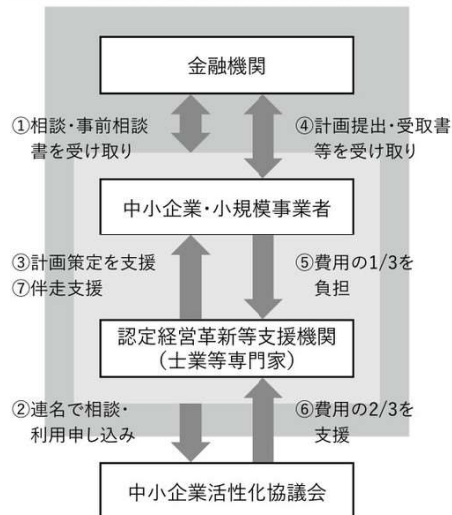 金融機関
①相談・事前相談
書を受け取り
④計画提出・受取書
等を受け取り
中小企業・小規模事業者
③計画策定を支援
⑦伴走支援
⑤費用の1/3を
負担
認定経営革新等支援機関
(士業等専門家)
②連名で相談・
利用申し込み
⑥費用の2/3を
支援
中小企業活性化協議会